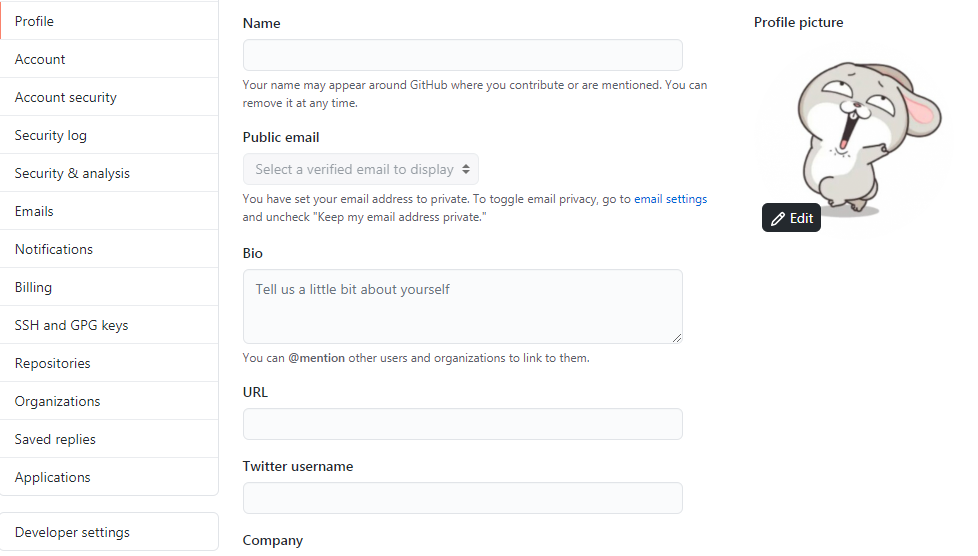 Profile
Account
Account security
Security log
Security & analysis
Emails
Notifications
Billing
SSH and GPG keys
Repositories
Organizations
Saved replies
Applications
Developer settings
Name
Your name may appear around GitHub where you contribute or are mentioned. You can
remove it at any time.
Public email
Select a verified email to display
You have set your email address to private. To toggle email privacy, go to email settings
and uncheck "Keep my email address private."
Bio
Tell us a little bit about yourself
You can @mention other users and organizations to link to them.
URL
Twitter username
Company
Profile picture
Edit